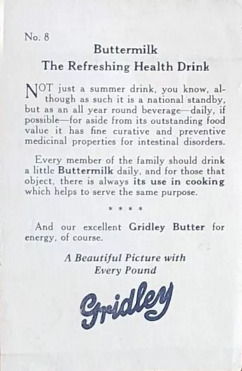 No. 8
Buttermilk
The Refreshing Health Drink
NOT just a summer drink, you know, al-
though as such it is a national standby,
but as an all year round beverage—daily, if
possible—for aside from its outstanding food
value it has fine curative and preventive
medicinal properties for intestinal disorders.
Every member of the family should drink
a little Buttermilk daily, and for those that
object, there is always its use in cooking
which helps to serve the same purpose.
* * * *
And our excellent Gridley Butter for
energy, of course.
A Beautiful Picture with
Every Pound
Gridley